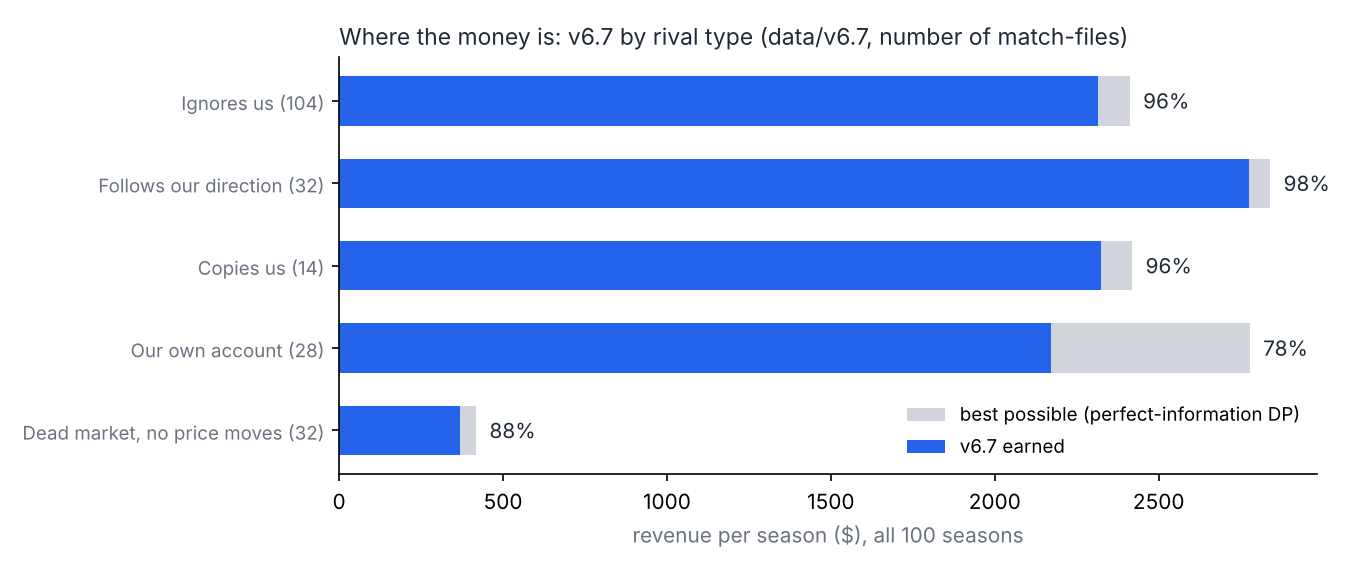 Where the money is: v6.7 by rival type (data/v6.7, number of match-files)
Ignores us (104)
96%
Follows our direction (32)
98%
Copies us (14)
96%
Our own account (28)
78%
Dead market, no price moves (32)
88%
best possible (perfect-information DP)
v6.7 earned
0
500
1000
1500
2000
2500
revenue per season ($), all 100 seasons